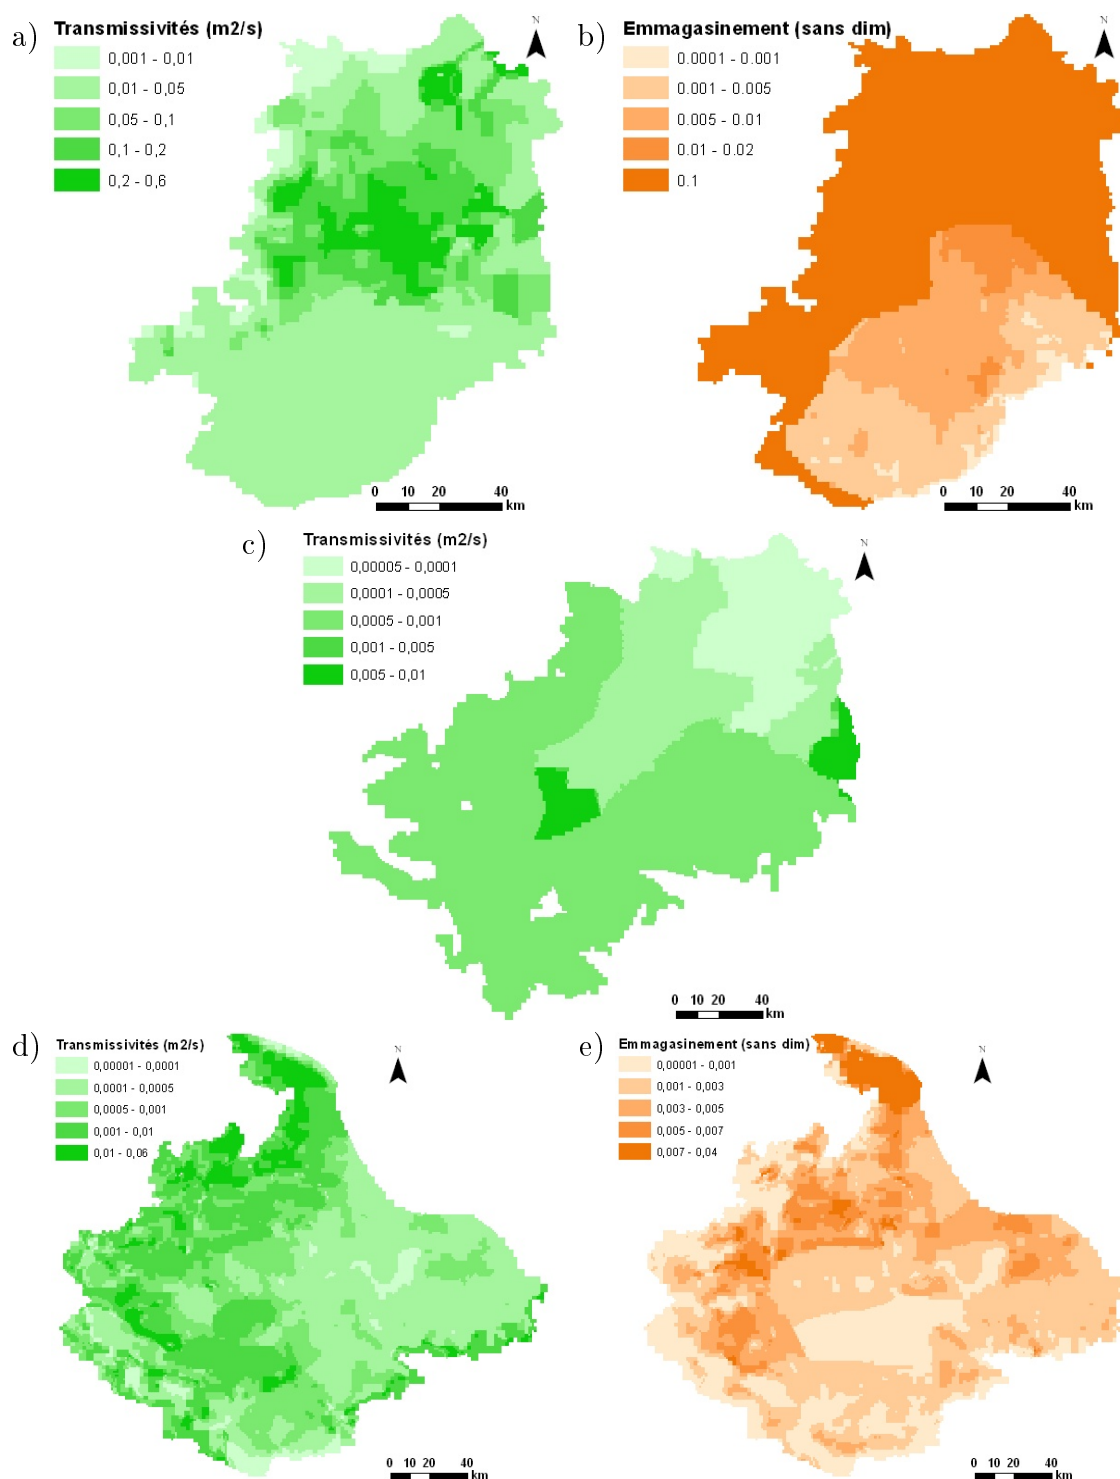 a)
Transmissivités (m2/s)
0,001 - 0,01
0,01 - 0,05
0,05 - 0,1
0,1 - 0,2
0,2 - 0,6
N
0 10 20 40
km
b)
Emmagasinement (sans dim)
0.0001 - 0.001
0.001 - 0.005
0.005 - 0.01
0.01 - 0.02
0.1
N
0 10 20 40
km
c)
Transmissivités (m2/s)
0,00005 - 0,0001
0,0001 - 0,0005
0,0005 - 0,001
0,001 - 0,005
0,005 - 0,01
N
0 10 20 40
km
d)
Transmissivités (m2/s)
0,00001 - 0,0001
0,0001 - 0,0005
0,0005 - 0,001
0,001 - 0,01
0,01 - 0,06
N
0 10 20 40
km
e)
Emmagasinement (sans dim)
0,00001 - 0,001
0,001 - 0,003
0,003 - 0,005
0,005 - 0,007
0,007 - 0,04
N
0 10 20 40
km